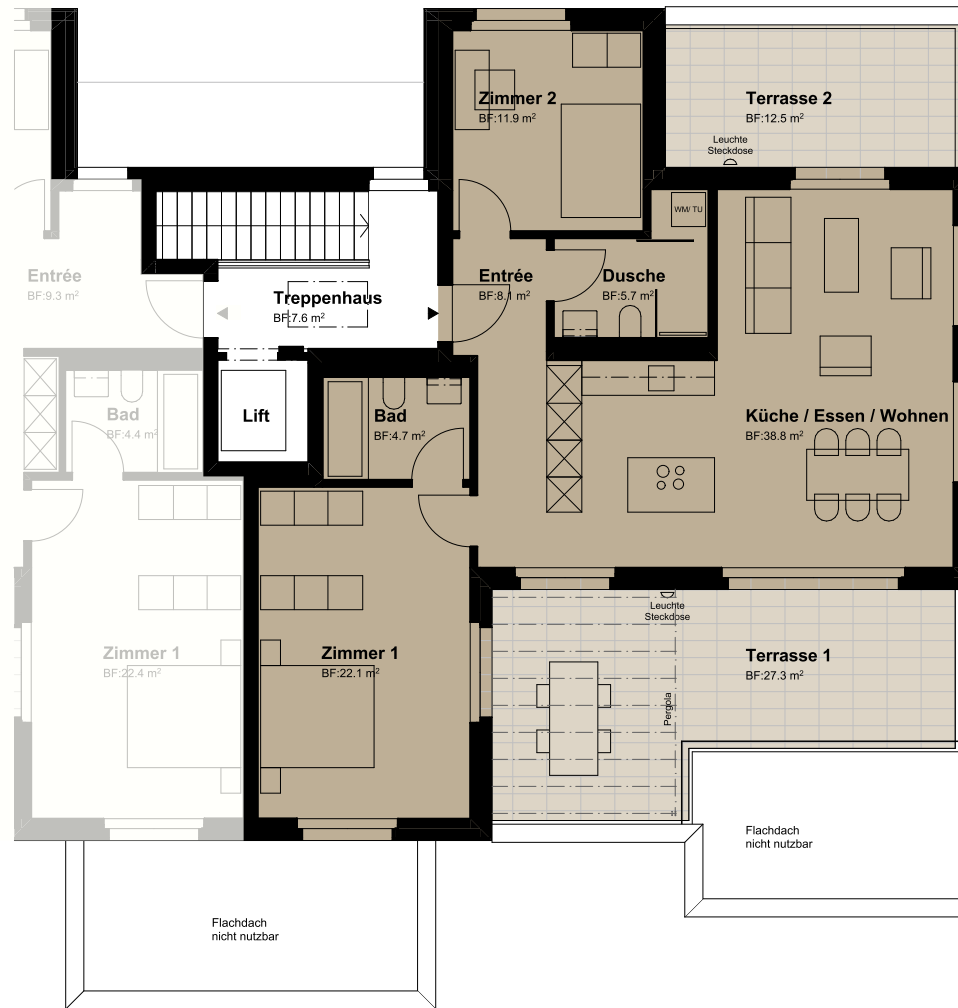 Zimmer 2
BF:11.9 m²
Terrasse 2
BF:12.5 m²
Leuchte
Steckdose
WM/ TU
Entrée
BF:9.3 m²
Treppenhaus
BF:7.6 m²
Entrée
BF:8.1 m²
Dusche
BF:5.7 m²
Bad
BF:4.4 m²
Lift
Bad
BF:4.7 m²
Küche / Essen / Wohnen
BF:38.8 m²
Leuchte
Steckdose
Zimmer 1
BF:22.4 m²
Zimmer 1
BF:22.1 m²
Terrasse 1
BF:27.3 m²
Pergola
Flachdach
nicht nutzbar
Flachdach
nicht nutzbar